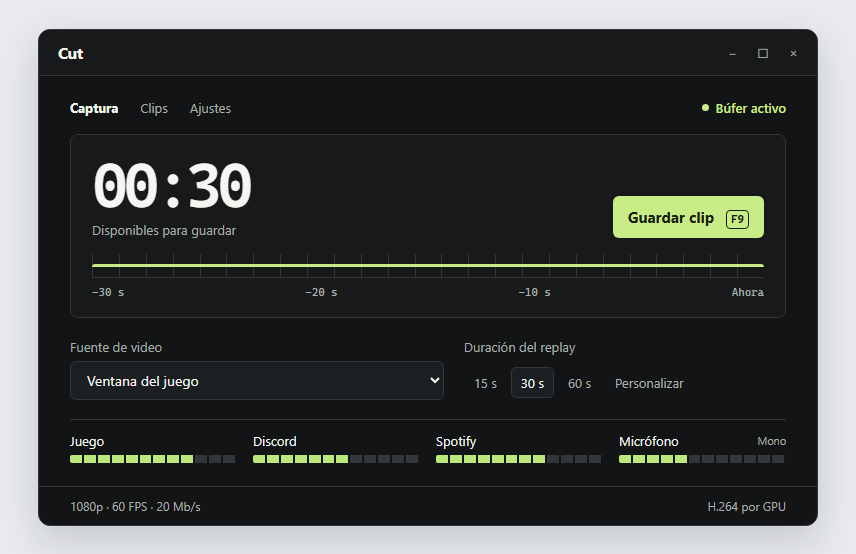 Cut
Captura Clips Ajustes Búfer activo
00:30
Disponibles para guardar
Guardar clip F9
−30 s −20 s −10 s Ahora
Fuente de video Duración del replay
Ventana del juego 15 s 30 s 60 s Personalizar
Juego Discord Spotify Micrófono Mono
1080p · 60 FPS · 20 Mb/s H.264 por GPU